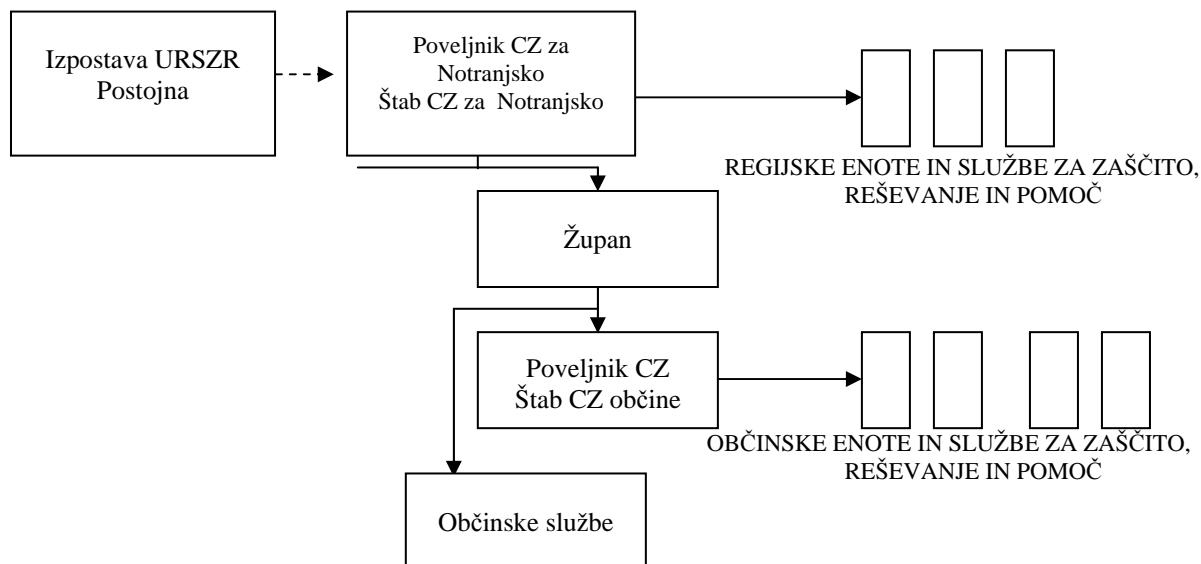 Izpostava URSZR
Postojna
Poveljnik CZ za
Notranjsko
Štab CZ za Notranjsko
REGIJSKE ENOTE IN SLUŽBE ZA ZAŠČITO,
REŠEVANJE IN POMOČ
Župan
Poveljnik CZ
Štab CZ občine
OBČINSKE ENOTE IN SLUŽBE ZA ZAŠČITO,
REŠEVANJE IN POMOČ
Občinske službe